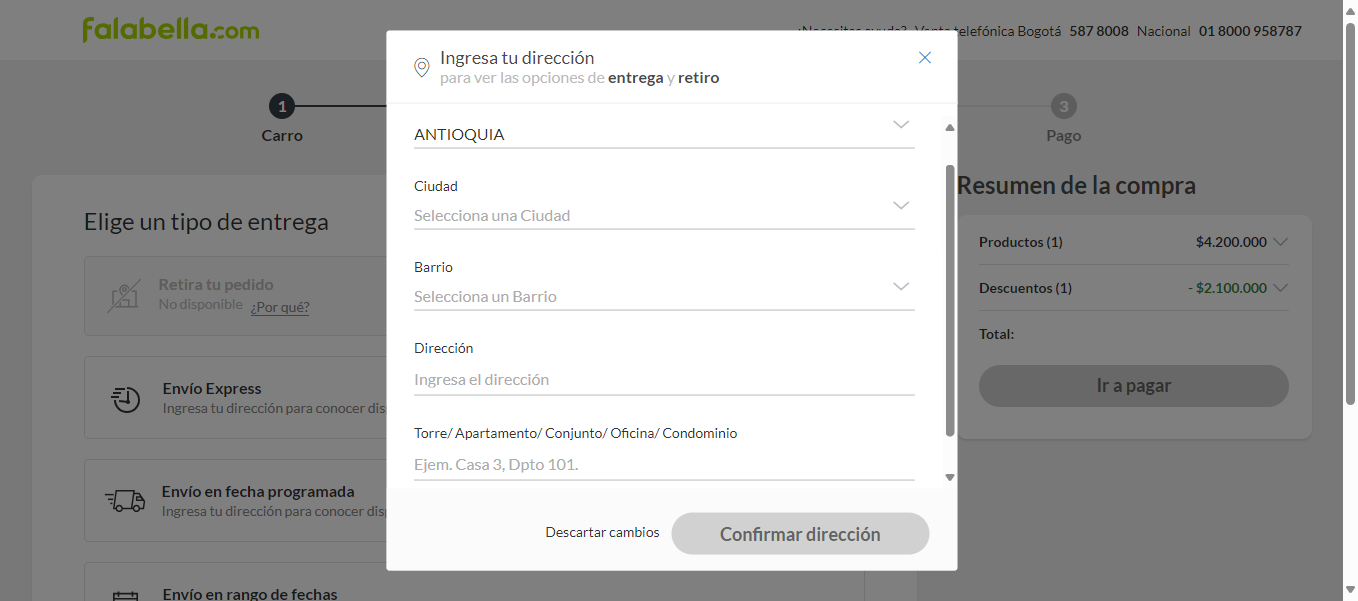 falabella.com
¿Necesitas ayuda? Venta telefónica Bogotá 587 8008 Nacional 01 8000 958787
Ingresa tu dirección
para ver las opciones de entrega y retiro
1
3
Carro
Pago
ANTIOQUIA
Ciudad
Selecciona una Ciudad
Barrio
Selecciona un Barrio
Dirección
Ingresa el dirección
Torre/ Apartamento/ Conjunto/ Oficina/ Condominio
Ejem. Casa 3, Dpto 101.
Descartar cambios
Confirmar dirección
Elige un tipo de entrega
Retira tu pedido
No disponible ¿Por qué?
Envío Express
Ingresa tu dirección para conocer dis
Envío en fecha programada
Ingresa tu dirección para conocer dis
Envío en rango de fechas
Resumen de la compra
Productos (1) $4.200.000
Descuentos (1) - $2.100.000
Total:
Ir a pagar